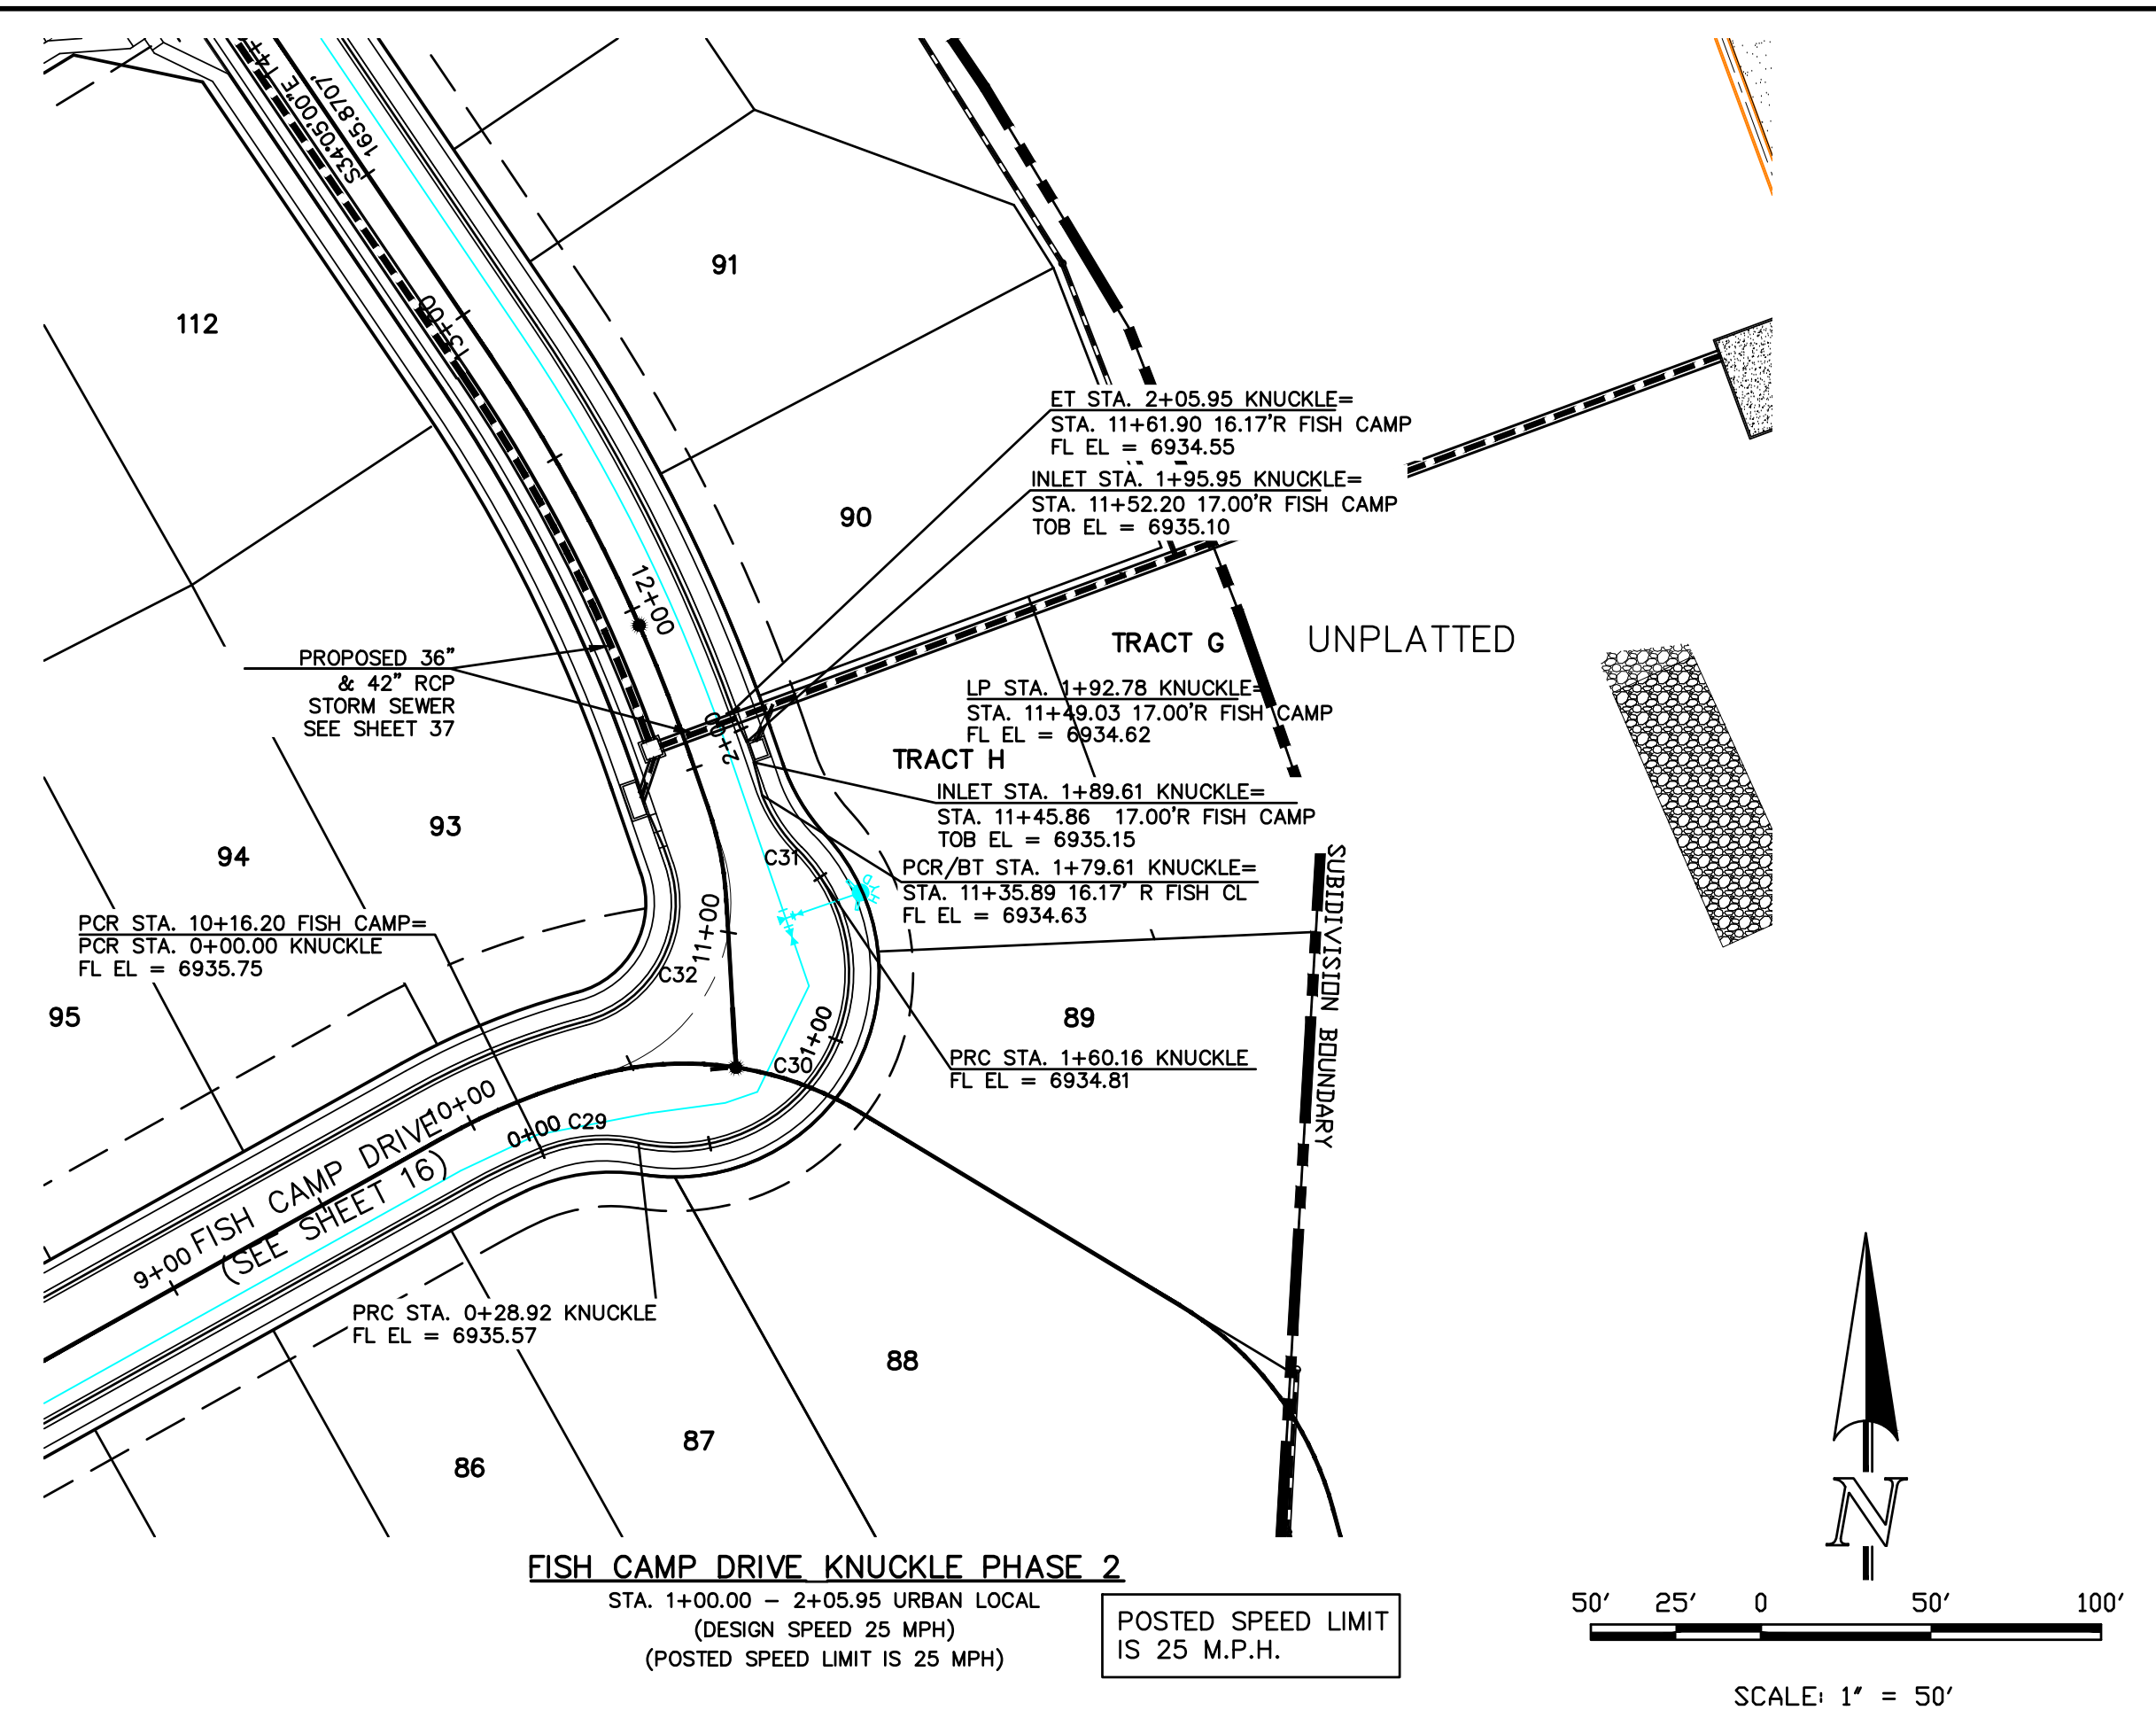 S34°05'00"E
165.8707'
91
112
ET STA. 2+05.95 KNUCKLE=
STA. 11+61.90 16.17'R FISH CAMP
FL EL = 6934.55
INLET STA. 1+95.95 KNUCKLE=
STA. 11+52.20 17.00'R FISH CAMP
TOB EL = 6935.10
90
12+00
PROPOSED 36"
& 42" RCP
STORM SEWER
SEE SHEET 37
TRACT G
UNPLATTED
LP STA. 1+92.78 KNUCKLE=
STA. 11+49.03 17.00'R FISH CAMP
FL EL = 6934.62
2+00
TRACT H
INLET STA. 1+89.61 KNUCKLE=
STA. 11+45.86 17.00'R FISH CAMP
TOB EL = 6935.15
93
94
C31
PCR/BT STA. 1+79.61 KNUCKLE=
STA. 11+35.89 16.17' R FISH CL
FL EL = 6934.63
HYD
SUBIDIVISION BOUNDARY
11+00
PCR STA. 10+16.20 FISH CAMP=
PCR STA. 0+00.00 KNUCKLE
FL EL = 6935.75
C32
95
89
1+00
C30
PRC STA. 1+60.16 KNUCKLE
FL EL = 6934.81
10+00
0+00 C29
FISH CAMP DRIVE
(SEE SHEET 16)
9+00
PRC STA. 0+28.92 KNUCKLE
FL EL = 6935.57
88
87
86
N
FISH CAMP DRIVE KNUCKLE PHASE 2
STA. 1+00.00 - 2+05.95 URBAN LOCAL
(DESIGN SPEED 25 MPH)
(POSTED SPEED LIMIT IS 25 MPH)
POSTED SPEED LIMIT
IS 25 M.P.H.
50' 25' 0 50' 100'
SCALE: 1" = 50'